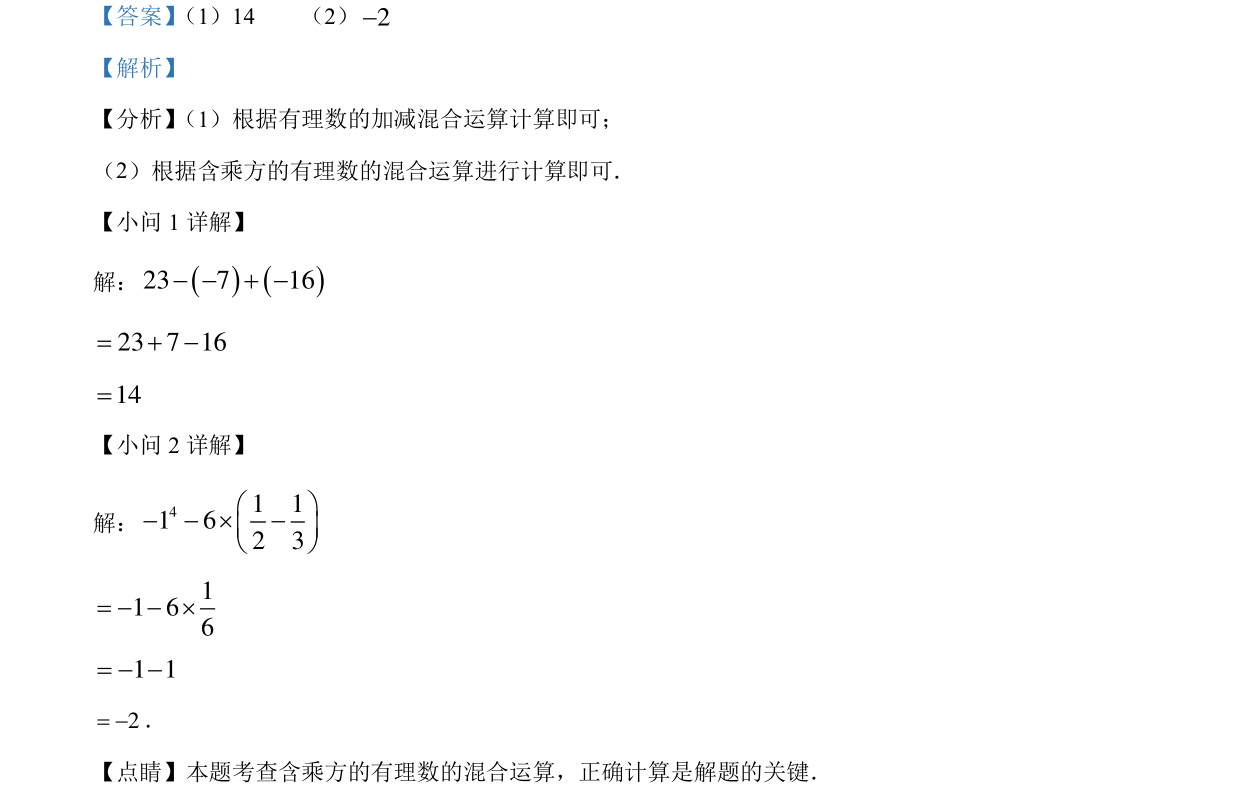 【答案】（1）14 （2）−2
【解析】
【分析】（1）根据有理数的加减混合运算计算即可；
（2）根据含乘方的有理数的混合运算进行计算即可．
【小问 1 详解】
解：23−(−7)+(−16)
=23+7−16
=14
【小问 2 详解】
解：−1⁴−6×(1/2−1/3)
=−1−6×1/6
=−1−1
=−2．
【点睛】本题考查含乘方的有理数的混合运算，正确计算是解题的关键．